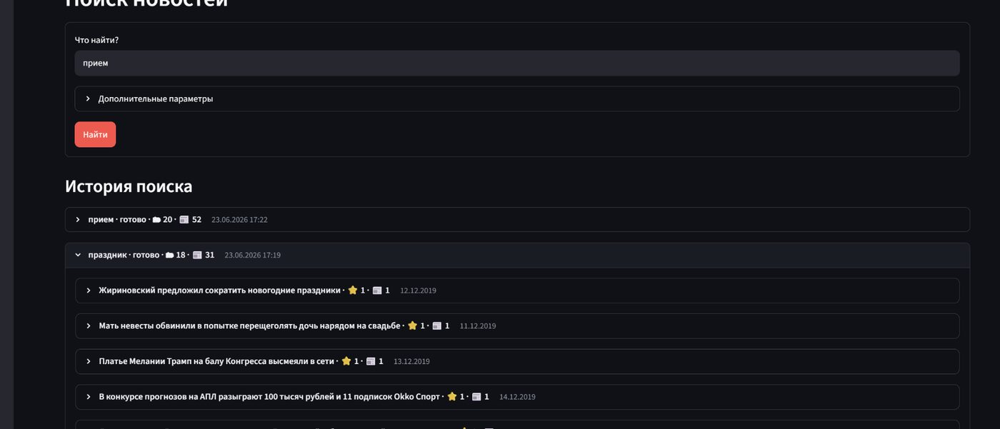 Поиск новостей
Что найти?
прием
Дополнительные параметры
Найти
История поиска
прием · готово · 20 · 52 23.06.2026 17:22
праздник · готово · 18 · 31 23.06.2026 17:19
Жириновский предложил сократить новогодние праздники · 1 · 1 12.12.2019
Мать невесты обвинили в попытке перещеголять дочь нарядом на свадьбе · 1 · 1 11.12.2019
Платье Мелании Трамп на балу Конгресса высмеяли в сети · 1 · 1 13.12.2019
В конкурсе прогнозов на АПЛ разыграют 100 тысяч рублей и 11 подписок Okko Спорт · 1 · 1 14.12.2019